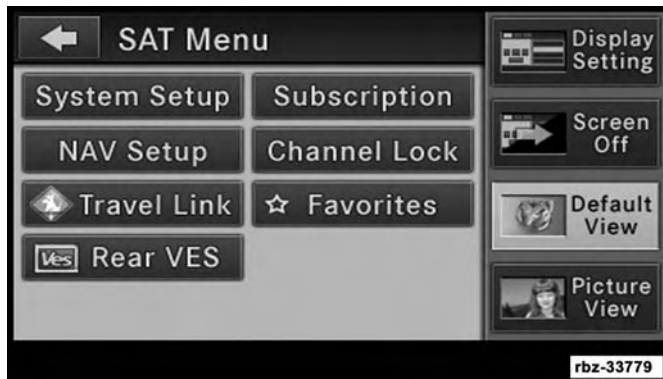 SAT Menu
System Setup
Subscription
NAV Setup
Channel Lock
Travel Link
Favorites
Ves Rear VES
Display
Setting
Screen
Off
Default
View
Picture
View
rbz-33779